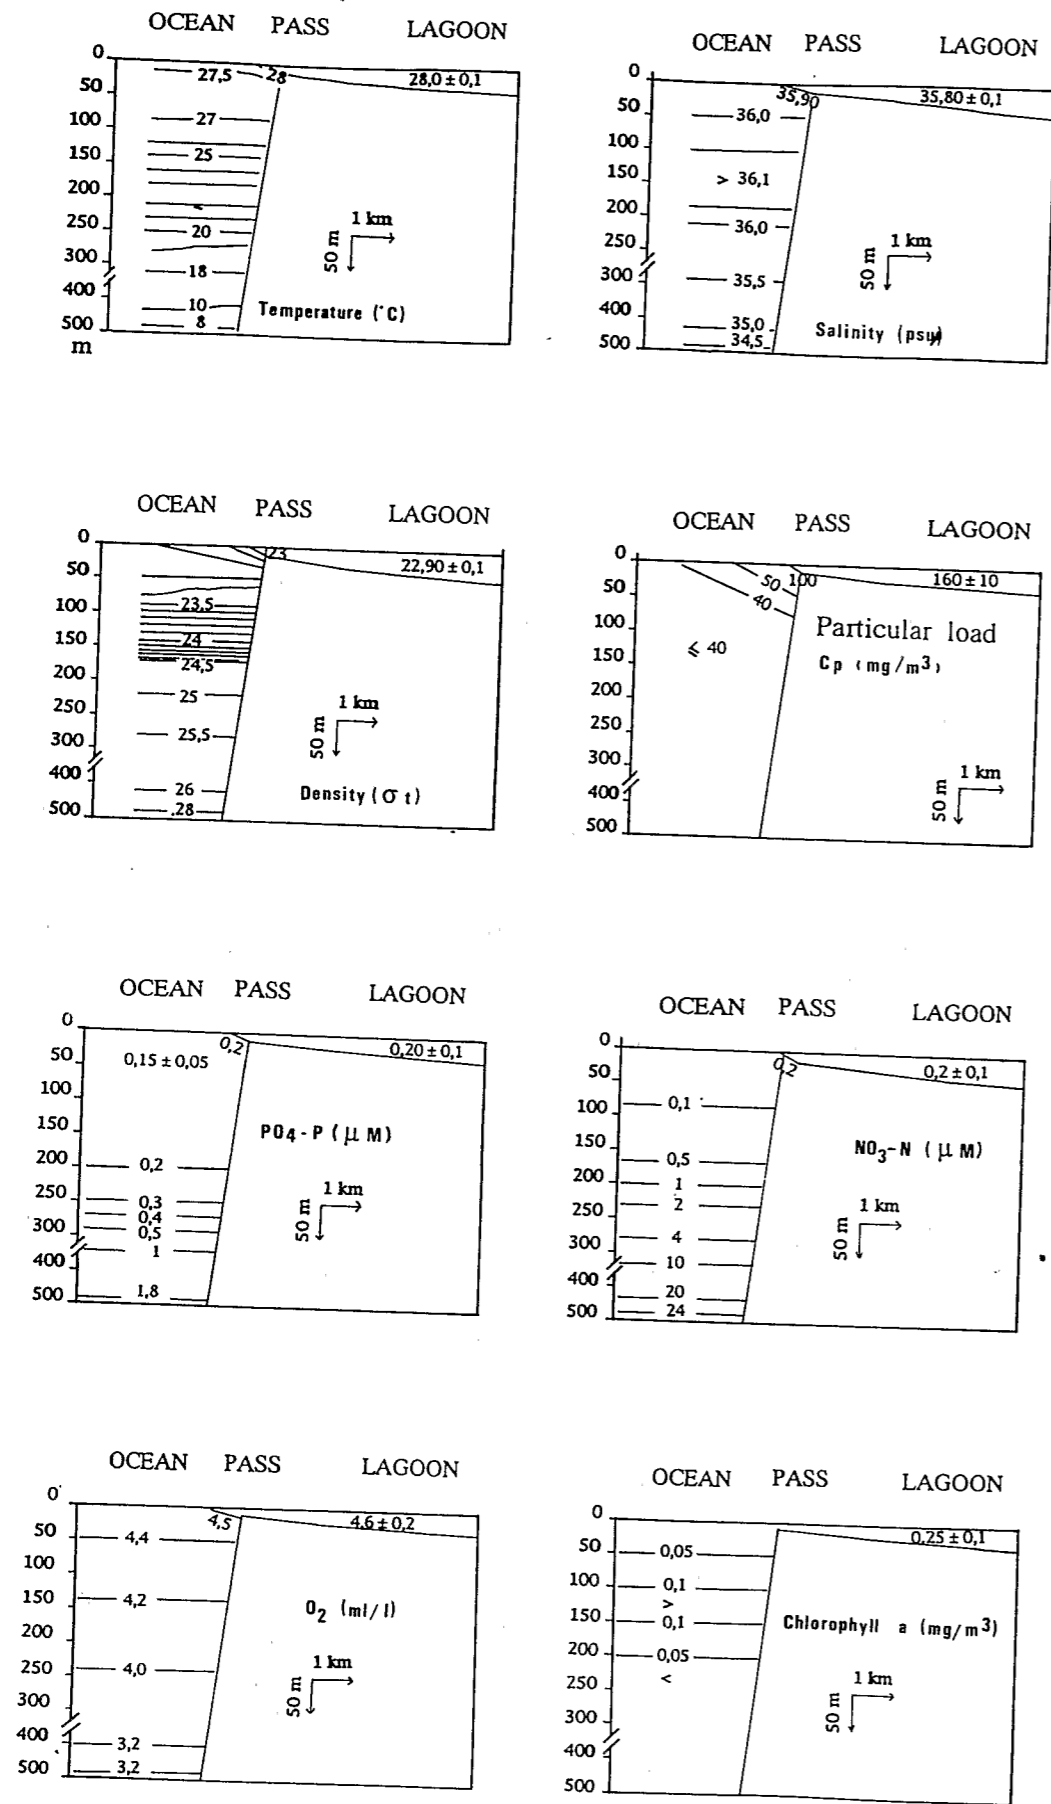 OCEAN PASS LAGOON
0
50
100
150
200
250
300
400
500
m
27,5
28
28,0 ± 0,1
27
25
20
18
10
8
1 km
50 m
Temperature (°C)
OCEAN PASS LAGOON
0
50
100
150
200
250
300
400
500
35,90
35,80 ± 0,1
36,0
> 36,1
36,0
35,5
35,0
34,5
1 km
50 m
Salinity (psu)
OCEAN PASS LAGOON
0
50
100
150
200
250
300
400
500
23
22,90 ± 0,1
23,5
24
24,5
25
25,5
26
28
1 km
50 m
Density (σ t)
OCEAN PASS LAGOON
0
50
100
150
200
250
300
400
500
50
100
160 ± 10
40
⩽ 40
Particular load
Cp (mg/m3)
1 km
50 m
OCEAN PASS LAGOON
0
50
100
150
200
250
300
400
500
0,2
0,20 ± 0,1
0,15 ± 0,05
0,2
0,3
0,4
0,5
1
1,8
PO4-P (μM)
1 km
50 m
OCEAN PASS LAGOON
0
50
100
150
200
250
300
400
500
0,2
0,2 ± 0,1
0,1
0,5
1
2
4
10
20
24
NO3-N (μM)
1 km
50 m
OCEAN PASS LAGOON
0
50
100
150
200
250
300
400
500
4,5
4,6 ± 0,2
4,4
4,2
4,0
3,2
3,2
O2 (ml/l)
1 km
50 m
OCEAN PASS LAGOON
0
50
100
150
200
250
300
400
500
0,25 ± 0,1
0,05
0,1
>
0,1
0,05
<
Chlorophyll a (mg/m3)
1 km
50 m